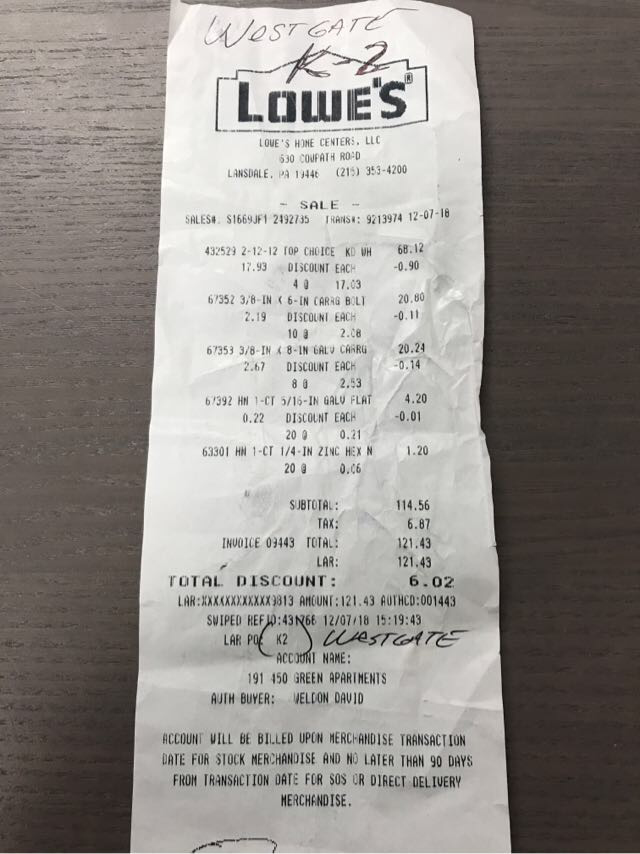 WESTGATE
K-2
LOWE'S®
LOWE'S HOME CENTERS, LLC
630 COWPATH ROAD
LANSDALE, PA 19446 (215) 353-4200
- SALE -
SALES#: S1669JF1 2492735 TRANS#: 9213974 12-07-18
432529 2-12-12 TOP CHOICE KD WH 68.12
17.93 DISCOUNT EACH -0.90
4 @ 17.03
67352 3/8-IN X 6-IN CARRG BOLT 20.80
2.19 DISCOUNT EACH -0.11
10 @ 2.08
67353 3/8-IN X 8-IN GALV CARRG 20.24
2.67 DISCOUNT EACH -0.14
8 @ 2.53
67392 HM 1-CT 5/16-IN GALV FLAT 4.20
0.22 DISCOUNT EACH -0.01
20 @ 0.21
63301 HM 1-CT 1/4-IN ZINC HEX N 1.20
20 @ 0.06
SUBTOTAL: 114.56
TAX: 6.87
INVOICE 09443 TOTAL: 121.43
LAR: 121.43
TOTAL DISCOUNT: 6.02
LAR:XXXXXXXXXXXX9813 AMOUNT:121.43 AUTHCD:001443
SWIPED REFID:431766 12/07/18 15:19:43
LAR PO: K2 WESTGATE
ACCOUNT NAME:
191 450 GREEN APARTMENTS
AUTH BUYER: WELDON DAVID
ACCOUNT WILL BE BILLED UPON MERCHANDISE TRANSACTION
DATE FOR STOCK MERCHANDISE AND NO LATER THAN 90 DAYS
FROM TRANSACTION DATE FOR SOS OR DIRECT DELIVERY
MERCHANDISE.